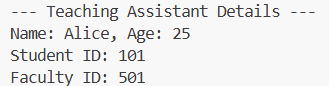 --- Teaching Assistant Details ---
Name: Alice, Age: 25
Student ID: 101
Faculty ID: 501